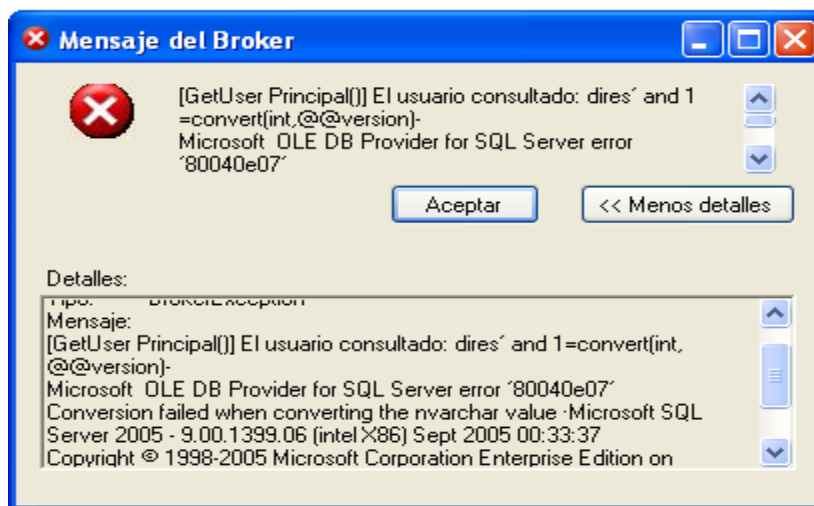 Mensaje del Broker
[GetUser Principal()] El usuario consultado: dires´ and 1
=convert(int,@@version)-
Microsoft  OLE DB Provider for SQL Server error
´80040e07´
Aceptar
<< Menos detalles
Detalles:
Tipo: BrokerException
Mensaje:
[GetUser Principal()] El usuario consultado: dires´ and 1=convert(int,
@@version)-
Microsoft  OLE DB Provider for SQL Server error ´80040e07´
Conversion failed when converting the nvarchar value ·Microsoft SQL
Server 2005 - 9.00.1399.06 (intel X86) Sept 2005 00:33:37
Copyright © 1998-2005 Microsoft Corporation Enterprise Edition on